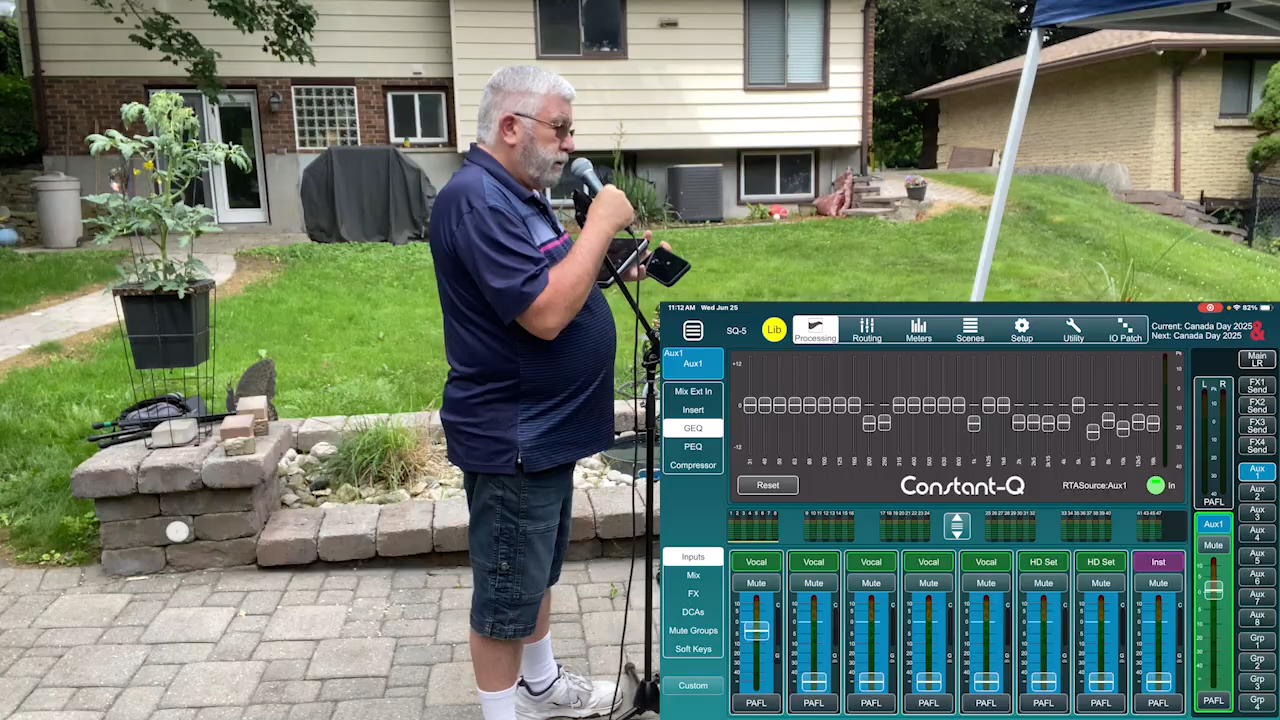 11:12 AM Wed Jun 25
82%
SQ-5
Lib
Processing
Routing
Meters
Scenes
Setup
Utility
IO Patch
Current: Canada Day 2025
Next: Canada Day 2025
&
Aux1
Aux1
Mix Ext In
Insert
GEQ
PEQ
Compressor
+12
0
-12
Reset
Constant-Q
RTASource:Aux1
In
L R
PAFL
Main LR
FX1 Send
FX2 Send
FX3 Send
FX4 Send
Aux 1
Aux 2
Aux 3
Aux 4
Aux 5
Aux 6
Aux 7
Aux 8
Grp 1
Grp 2
Grp 3
Grp 4
Inputs
Mix
FX
DCAs
Mute Groups
Soft Keys
Custom
Vocal Vocal Vocal Vocal Vocal HD Set HD Set Inst
Mute Mute Mute Mute Mute Mute Mute Mute
PAFL PAFL PAFL PAFL PAFL PAFL PAFL PAFL
Aux1
Mute
PAFL